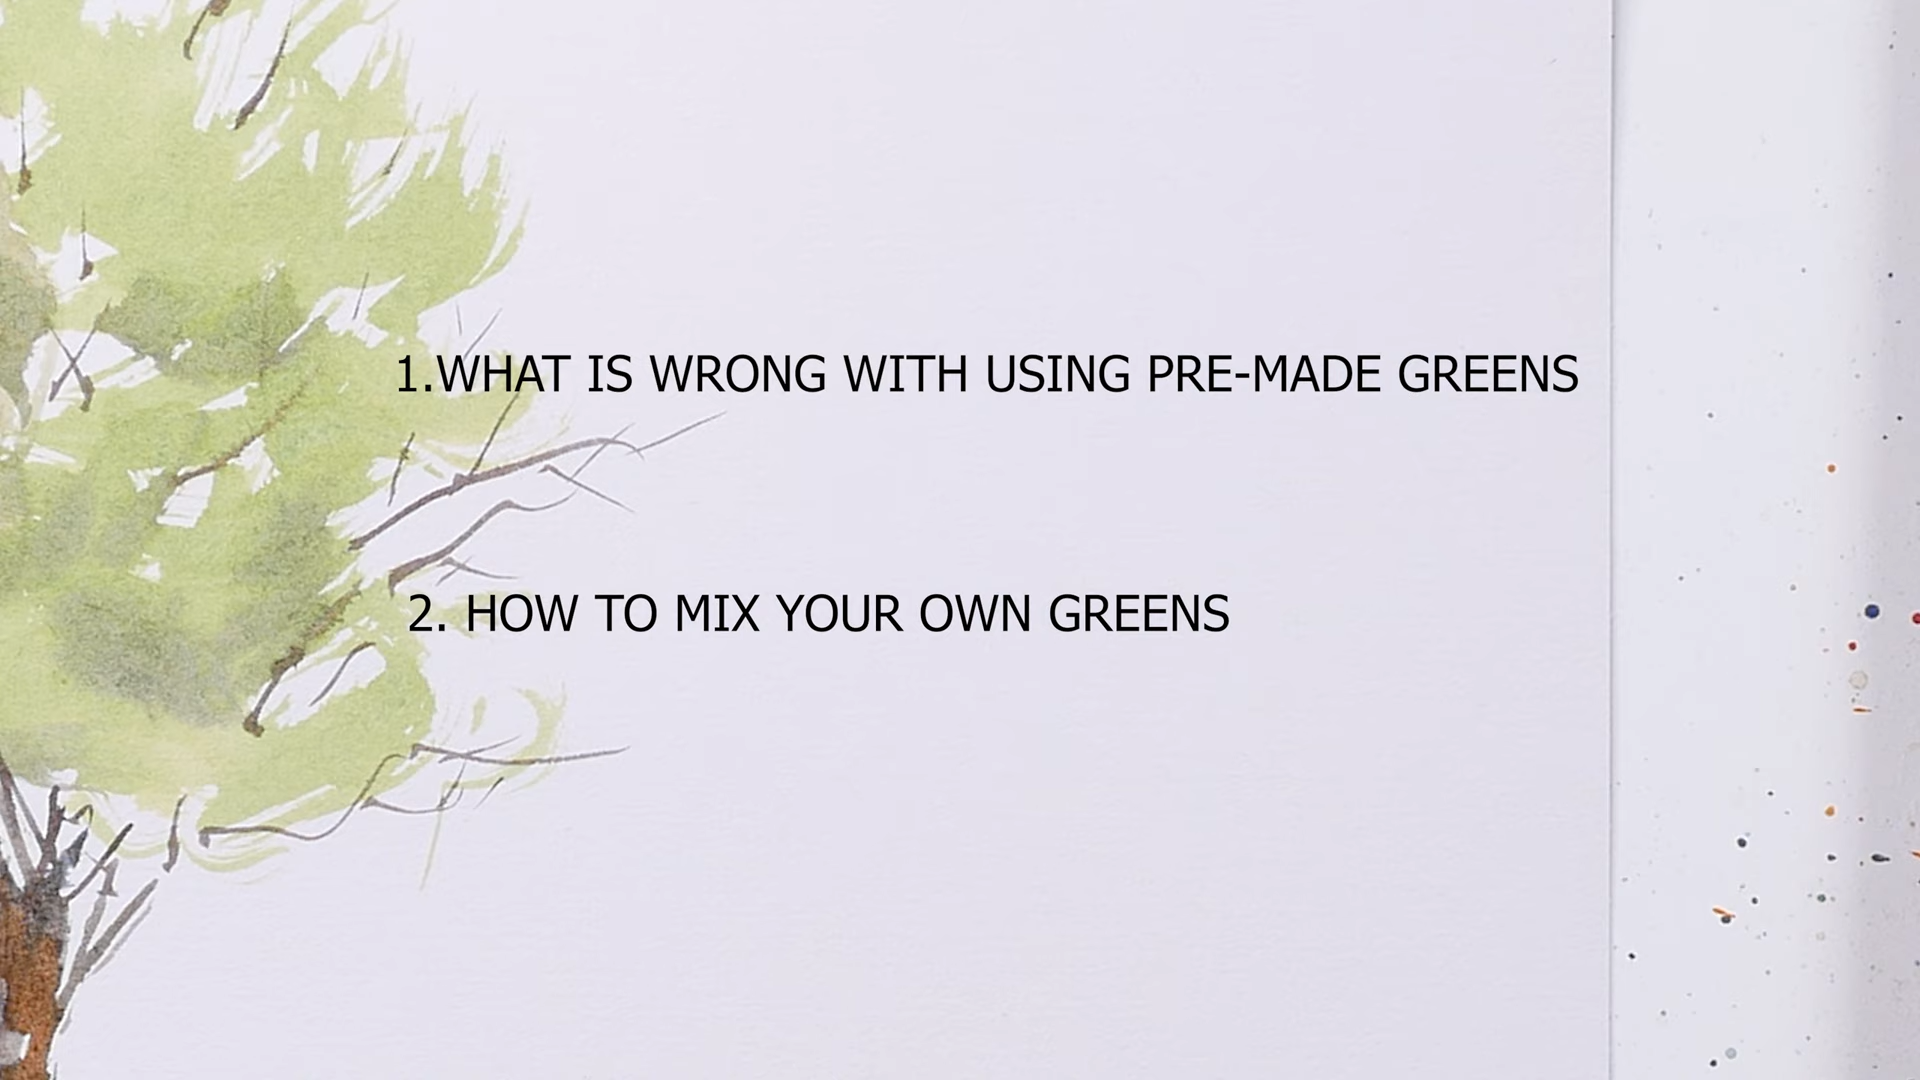 1.WHAT IS WRONG WITH USING PRE-MADE GREENS
2. HOW TO MIX YOUR OWN GREENS